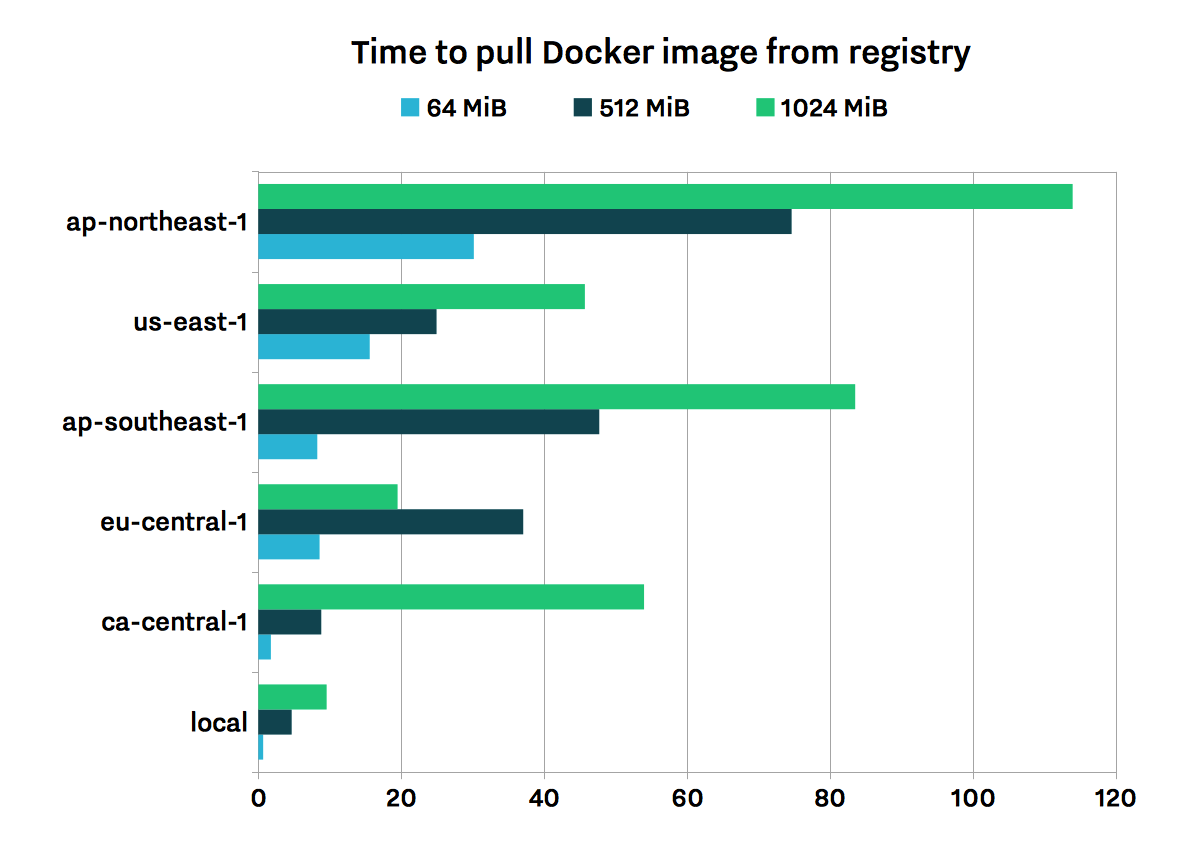 Time to pull Docker image from registry
64 MiB 512 MiB 1024 MiB
ap-northeast-1
us-east-1
ap-southeast-1
eu-central-1
ca-central-1
local
0 20 40 60 80 100 120